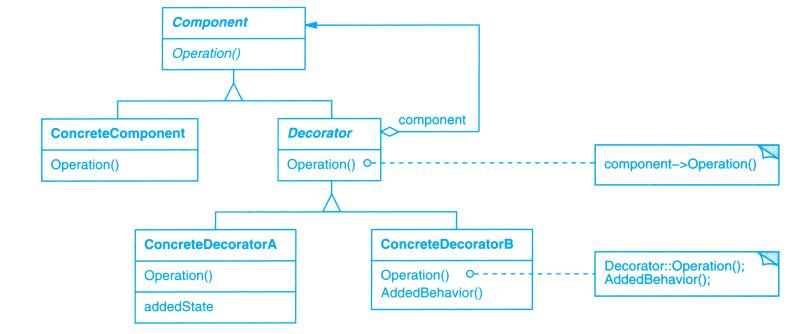 Component
Operation()
component
ConcreteComponent
Decorator
Operation()
Operation()
component->Operation()
ConcreteDecoratorA
ConcreteDecoratorB
Operation()
Operation()
AddedBehavior()
Decorator::Operation();
AddedBehavior();
addedState